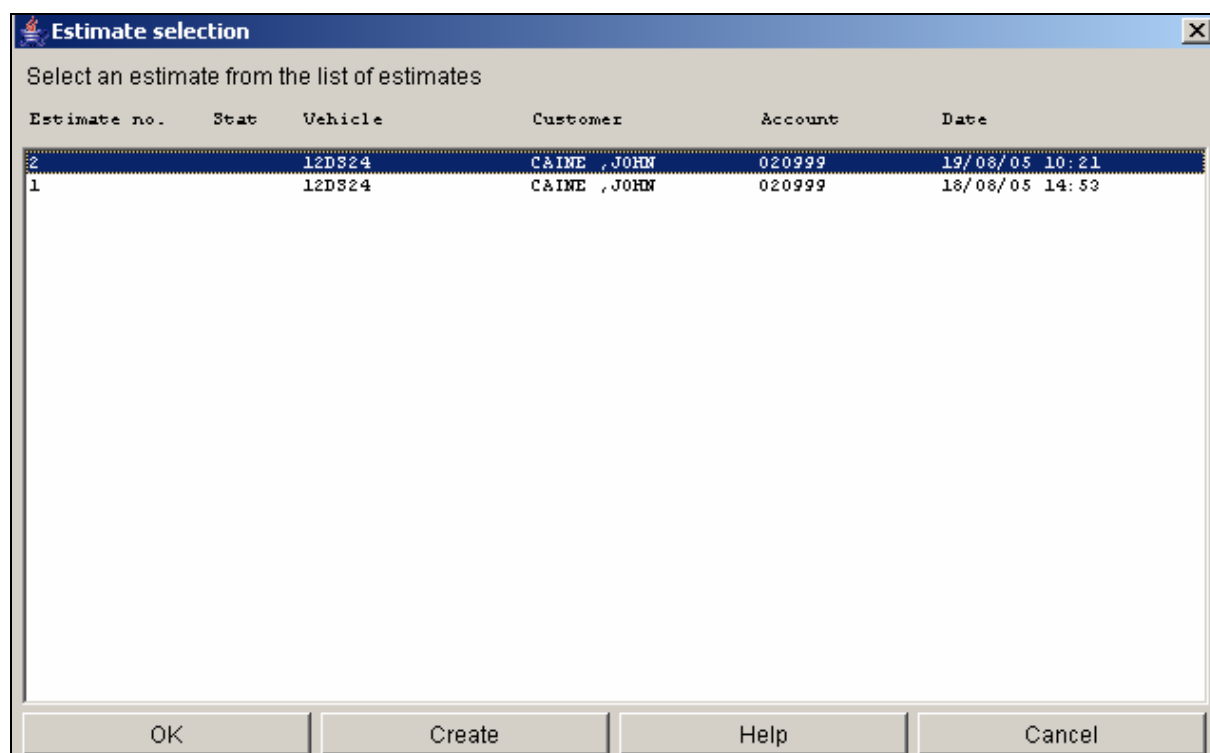 Estimate selection
Select an estimate from the list of estimates
Estimate no. Stat Vehicle Customer Account Date
2 12DS24 CAINE ,JOHN 020999 19/08/05 10:21
1 12DS24 CAINE ,JOHN 020999 18/08/05 14:53
OK Create Help Cancel